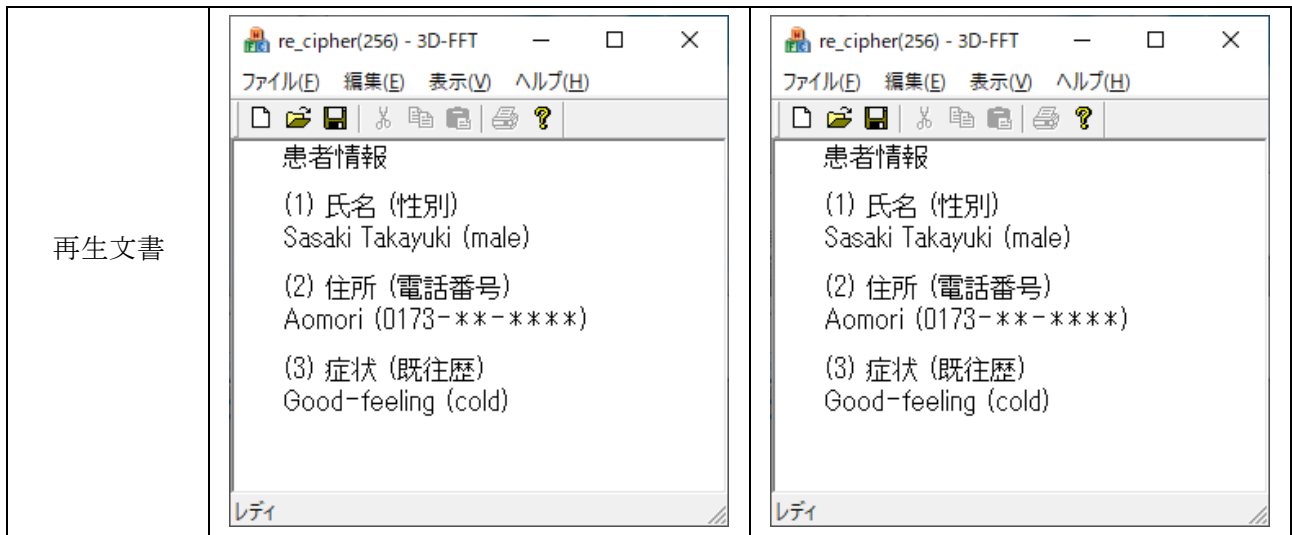 再生文書
re_cipher(256) - 3D-FFT
ファイル(F) 編集(E) 表示(V) ヘルプ(H)
患者情報
(1) 氏名 (性別)
Sasaki Takayuki (male)
(2) 住所 (電話番号)
Aomori (0173-**-****)
(3) 症状 (既往歴)
Good-feeling (cold)
レディ
re_cipher(256) - 3D-FFT
ファイル(F) 編集(E) 表示(V) ヘルプ(H)
患者情報
(1) 氏名 (性別)
Sasaki Takayuki (male)
(2) 住所 (電話番号)
Aomori (0173-**-****)
(3) 症状 (既往歴)
Good-feeling (cold)
レディ